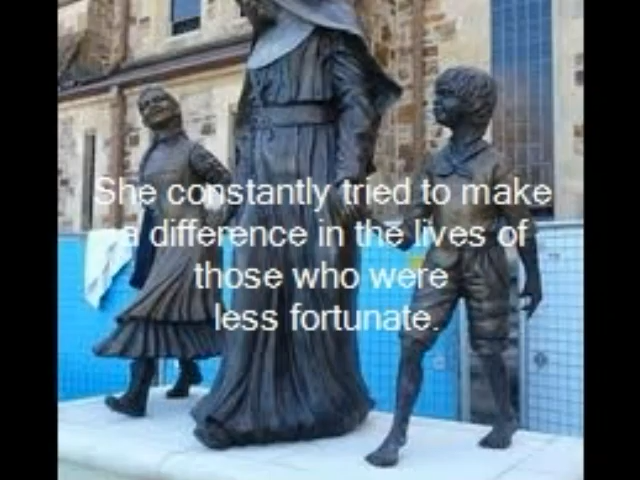 She constantly tried to make
a difference in the lives of
those who were
less fortunate.